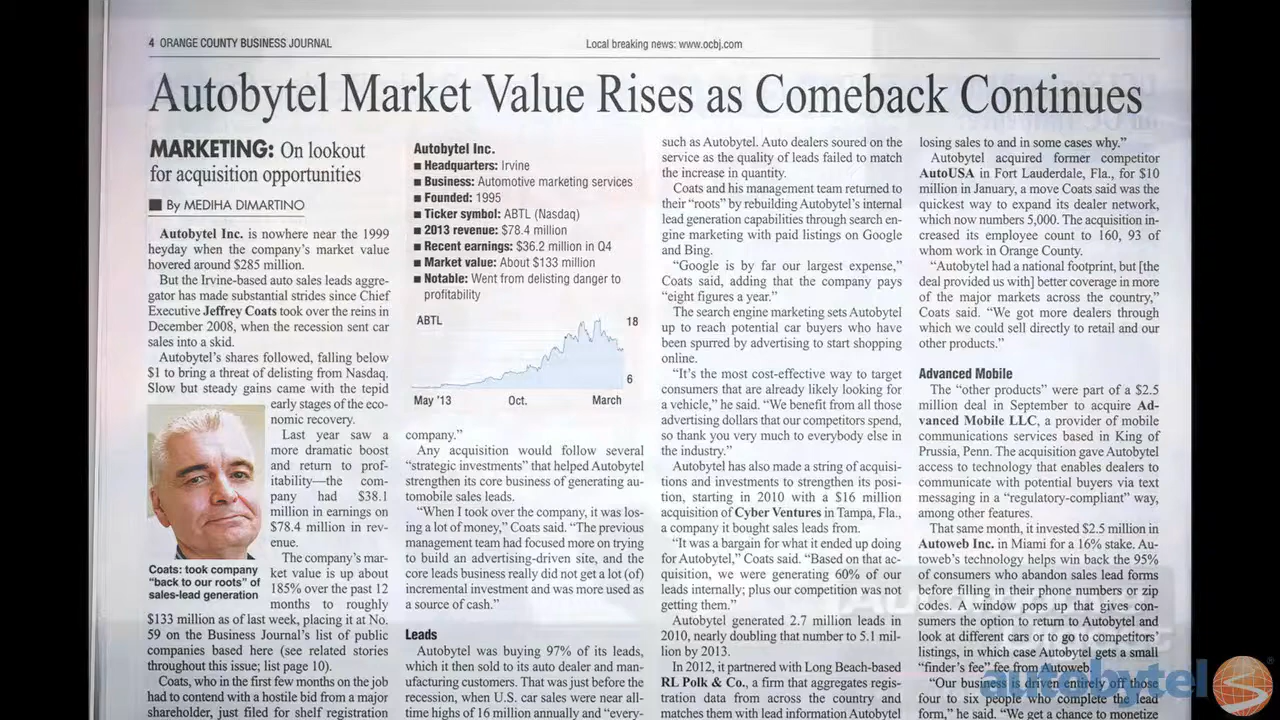 4 ORANGE COUNTY BUSINESS JOURNAL
Local breaking news: www.ocbj.com
Autobytel Market Value Rises as Comeback Continues
MARKETING: On lookout
for acquisition opportunities
■ By MEDIHA DIMARTINO
Autobytel Inc. is nowhere near the 1999
heyday when the company's market value
hovered around $285 million.
But the Irvine-based auto sales leads aggre-
gator has made substantial strides since Chief
Executive Jeffrey Coats took over the reins in
December 2008, when the recession sent car
sales into a skid.
Autobytel's shares followed, falling below
$1 to bring a threat of delisting from Nasdaq.
Slow but steady gains came with the tepid
early stages of the eco-
nomic recovery.
Last year saw a
more dramatic boost
and return to prof-
itability—the com-
pany had $38.1
million in earnings on
$78.4 million in rev-
enue.
The company's mar-
ket value is up about
185% over the past 12
months to roughly
Coats: took company
"back to our roots" of
sales-lead generation
$133 million as of last week, placing it at No.
59 on the Business Journal's list of public
companies based here (see related stories
throughout this issue; list page 10).
Coats, who in the first few months on the job
had to contend with a hostile bid from a major
shareholder, just filed for shelf registration
Autobytel Inc.
■ Headquarters: Irvine
■ Business: Automotive marketing services
■ Founded: 1995
■ Ticker symbol: ABTL (Nasdaq)
■ 2013 revenue: $78.4 million
■ Recent earnings: $36.2 million in Q4
■ Market value: About $133 million
■ Notable: Went from delisting danger to
profitability
ABTL
18
6
May '13 Oct. March
company."
Any acquisition would follow several
"strategic investments" that helped Autobytel
strengthen its core business of generating au-
tomobile sales leads.
"When I took over the company, it was los-
ing a lot of money," Coats said. "The previous
management team had focused more on trying
to build an advertising-driven site, and the
core leads business really did not get a lot (of)
incremental investment and was more used as
a source of cash."
Leads
Autobytel was buying 97% of its leads,
which it then sold to its auto dealer and man-
ufacturing customers. That was just before the
recession, when U.S. car sales were near all-
time highs of 16 million annually and "every-
such as Autobytel. Auto dealers soured on the
service as the quality of leads failed to match
the increase in quantity.
Coats and his management team returned to
their "roots" by rebuilding Autobytel's internal
lead generation capabilities through search en-
gine marketing with paid listings on Google
and Bing.
"Google is by far our largest expense,"
Coats said, adding that the company pays
"eight figures a year."
The search engine marketing sets Autobytel
up to reach potential car buyers who have
been spurred by advertising to start shopping
online.
"It's the most cost-effective way to target
consumers that are already likely looking for
a vehicle," he said. "We benefit from all those
advertising dollars that our competitors spend,
so thank you very much to everybody else in
the industry."
Autobytel has also made a string of acquisi-
tions and investments to strengthen its posi-
tion, starting in 2010 with a $16 million
acquisition of Cyber Ventures in Tampa, Fla.,
a company it bought sales leads from.
"It was a bargain for what it ended up doing
for Autobytel," Coats said. "Based on that ac-
quisition, we were generating 60% of our
leads internally; plus our competition was not
getting them."
Autobytel generated 2.7 million leads in
2010, nearly doubling that number to 5.1 mil-
lion by 2013.
In 2012, it partnered with Long Beach-based
RL Polk & Co., a firm that aggregates regis-
tration data from across the country and
matches them with lead information Autobytel
losing sales to and in some cases why."
Autobytel acquired former competitor
AutoUSA in Fort Lauderdale, Fla., for $10
million in January, a move Coats said was the
quickest way to expand its dealer network,
which now numbers 5,000. The acquisition in-
creased its employee count to 160, 93 of
whom work in Orange County.
"Autobytel had a national footprint, but [the
deal provided us with] better coverage in more
of the major markets across the country,"
Coats said. "We got more dealers through
which we could sell directly to retail and our
other products."
Advanced Mobile
The "other products" were part of a $2.5
million deal in September to acquire Ad-
vanced Mobile LLC, a provider of mobile
communications services based in King of
Prussia, Penn. The acquisition gave Autobytel
access to technology that enables dealers to
communicate with potential buyers via text
messaging in a "regulatory-compliant" way,
among other features.
That same month, it invested $2.5 million in
Autoweb Inc. in Miami for a 16% stake. Au-
toweb's technology helps win back the 95%
of consumers who abandon sales lead forms
before filling in their phone numbers or zip
codes. A window pops up that gives con-
sumers the option to return to Autobytel and
look at different cars or to go to competitors'
listings, in which case Autobytel gets a small
"finder's fee" fee from Autoweb.
"Our business is driven entirely off those
four to six people who complete the lead
form," he said. "We get a chance to monetize
autobytel